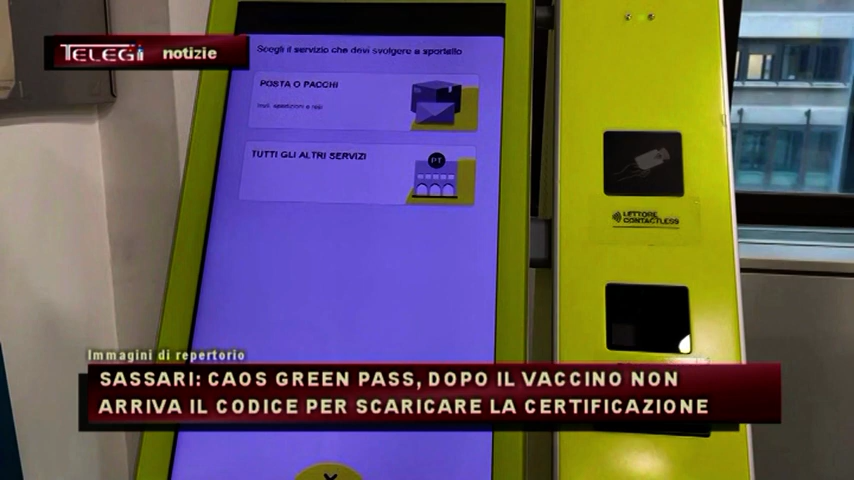 TELEGI notizie
Scegli il servizio che devi svolgere a sportello
POSTA O PACCHI
TUTTI GLI ALTRI SERVIZI
PT
LETTORE
CONTACTLESS
Immagini di repertorio
SASSARI: CAOS GREEN PASS, DOPO IL VACCINO NON
ARRIVA IL CODICE PER SCARICARE LA CERTIFICAZIONE